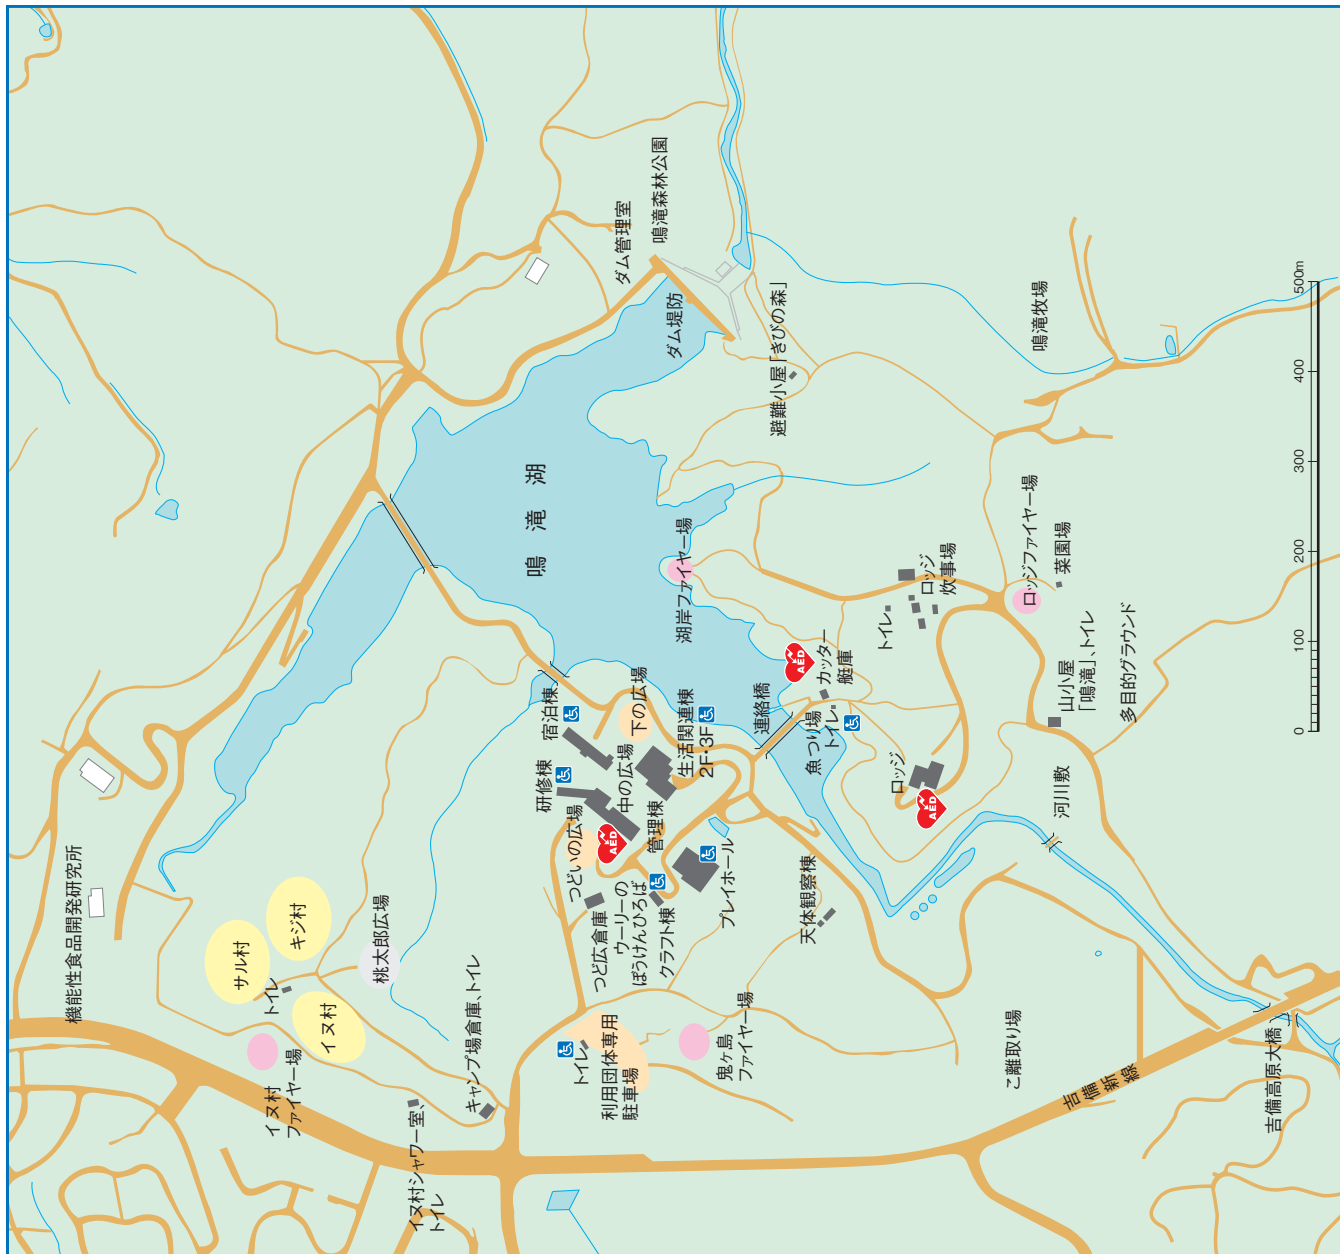 機能性食品開発研究所
サル村
キジ村
トイレ
イヌ村
桃太郎広場
イヌ村
ファイヤー場
イヌ村シャワー室、
トイレ
キャンプ場倉庫、トイレ
鳴滝湖
ダム管理室
鳴滝森林公園
ダム堤防
避難小屋「きびの森」
鳴滝牧場
湖岸ファイヤー場
宿泊棟
研修棟
下の広場
中の広場
生活関連棟
2F・3F
つどいの広場
管理棟
AED
つど広倉庫
ウーリーの
ぼうけんひろば
クラフト棟
プレイホール
連絡橋
AED
カッター
艇庫
魚つり場
トイレ
トイレ
ロッジ
炊事場
ロッジファイヤー場
菜園場
山小屋
「鳴滝」、トイレ
多目的グラウンド
ロッジ
AED
河川敷
天体観察棟
トイレ
利用団体専用
駐車場
鬼ヶ島
ファイヤー場
こ離取り場
吉備新線
吉備高原大橋
0
100
200
300
400
500m